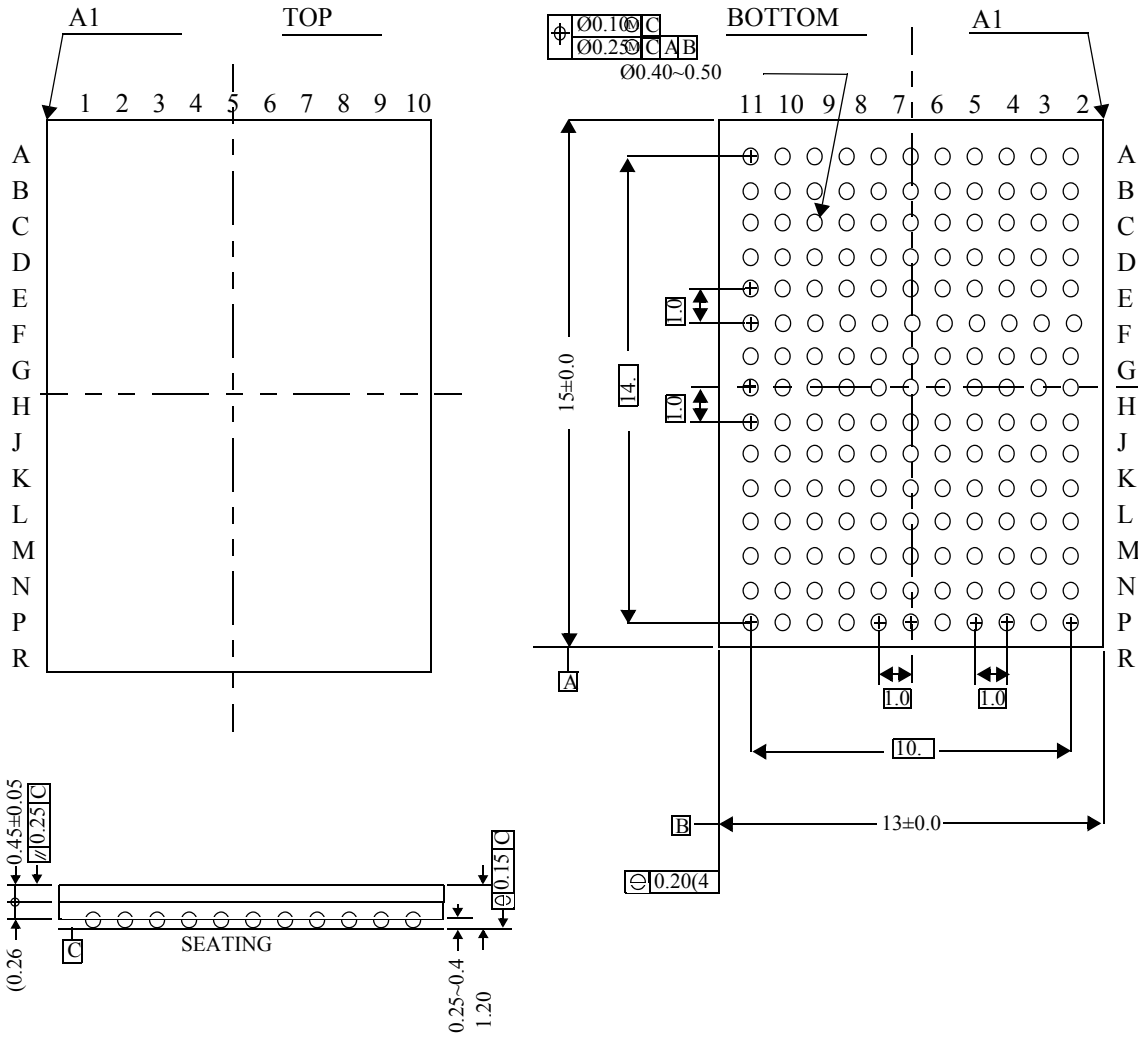 A1 TOP
Ø0.10Ⓜ C
Ø0.25Ⓜ C A B
Ø0.40~0.50
BOTTOM A1
1 2 3 4 5 6 7 8 9 10
11 10 9 8 7 6 5 4 3 2
A
B
C
D
E
F
G
H
J
K
L
M
N
P
R
15±0.0
14.
1.0
1.0
A
B
C
D
E
F
G
H
J
K
L
M
N
P
R
A
1.0 1.0
10.
B 13±0.0
0.20(4
0.45±0.05
// 0.25 C
(0.26
C
SEATING
0.15 C
0.25~0.4
1.20